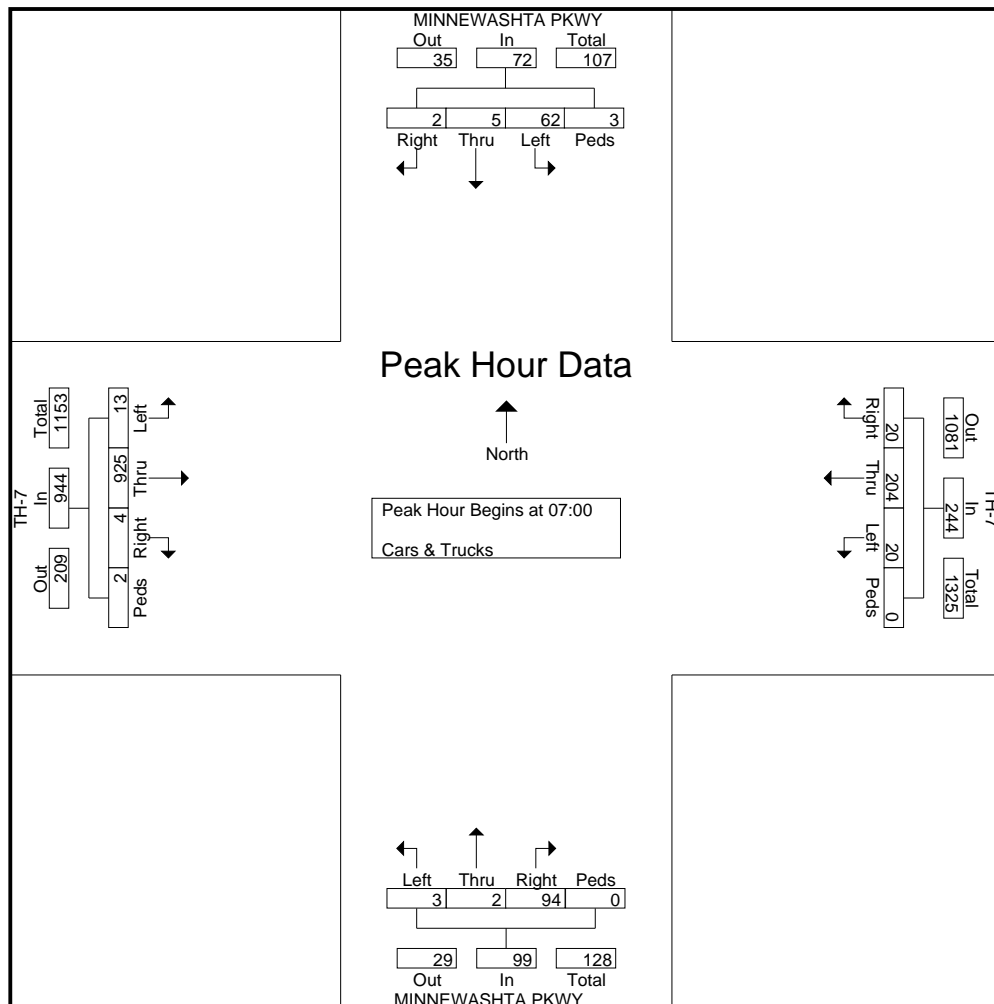 MINNEWASHTA PKWY
Out In Total
35 72 107
2 5 62 3
Right Thru Left Peds
Peak Hour Data
North
Peak Hour Begins at 07:00
Cars & Trucks
TH-7
Out In Total
209 944 1153
2 4 925 13
Peds Right Thru Left
TH-7
Out In Total
1081 244 1325
20 204 20 0
Right Thru Left Peds
Left Thru Right Peds
3 2 94 0
29 99 128
Out In Total
MINNEWASHTA PKWY